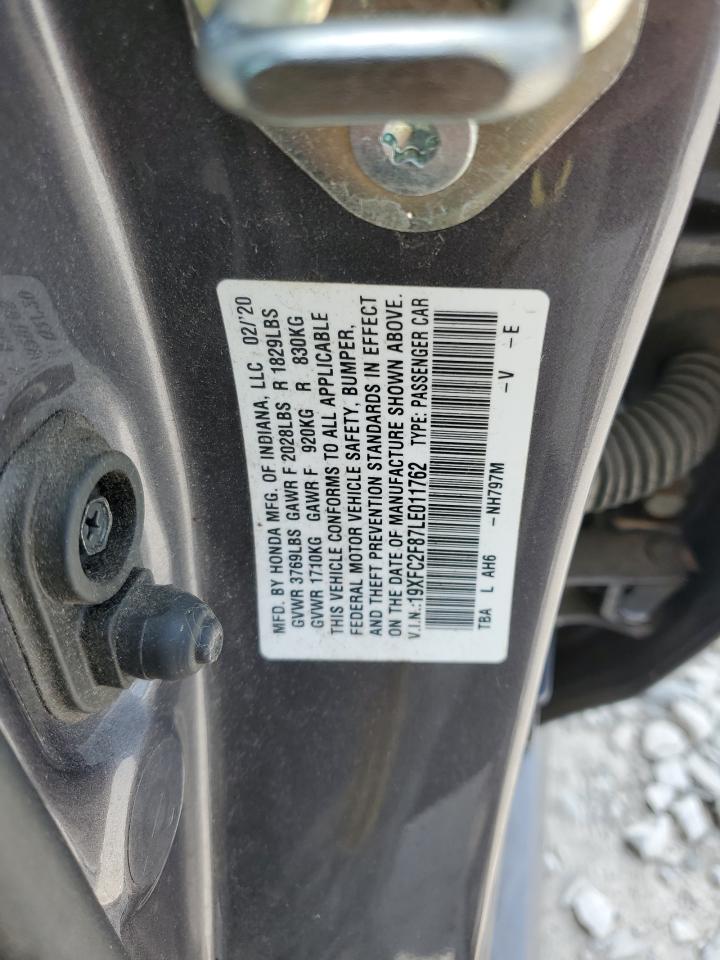 MFD. BY HONDA MFG. OF INDIANA, LLC 02/'20
GVWR 3769LBS GAWR F 2028LBS R 1829LBS
GVWR 1710KG GAWR F 920KG R 830KG
THIS VEHICLE CONFORMS TO ALL APPLICABLE
FEDERAL MOTOR VEHICLE SAFETY, BUMPER,
AND THEFT PREVENTION STANDARDS IN EFFECT
ON THE DATE OF MANUFACTURE SHOWN ABOVE.
V.I.N.:19XFC2F87LE011762 TYPE: PASSENGER CAR
TBA L AH6 -NH797M -V -E